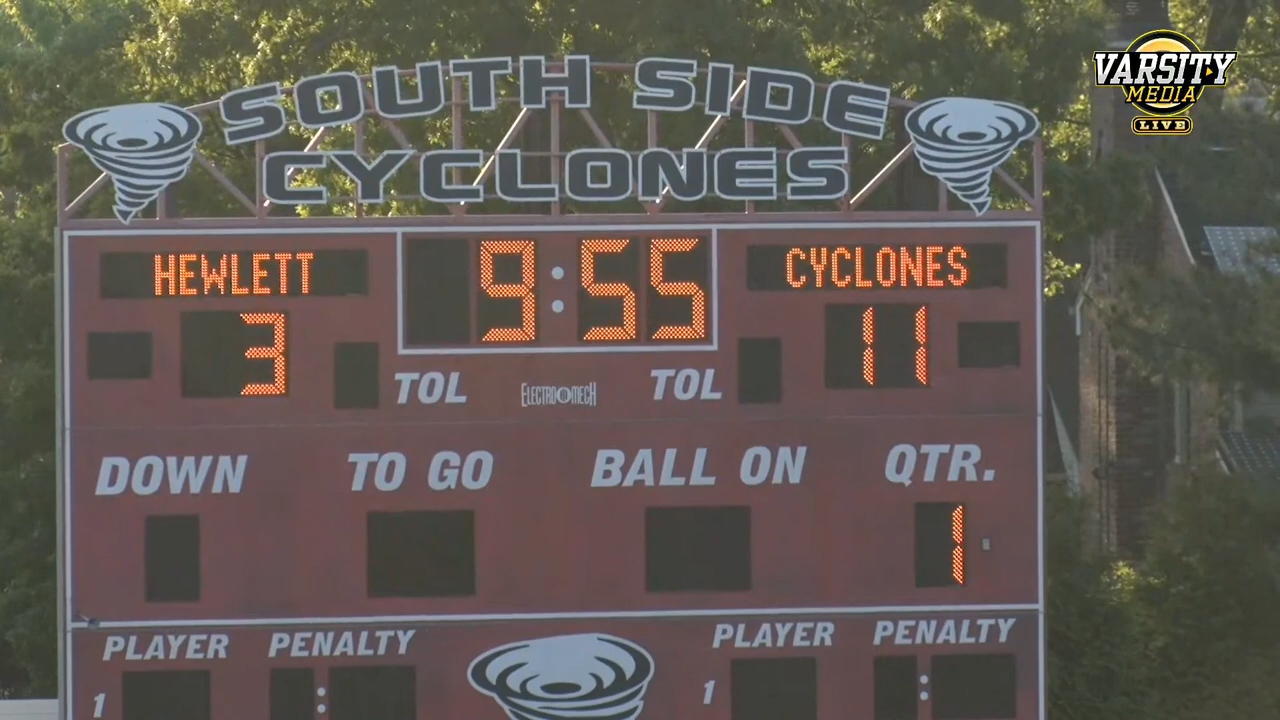 VARSITY
MEDIA
LIVE
SOUTH SIDE
CYCLONES
HEWLETT 9:55 CYCLONES
3 11
TOL ELECTRO-MECH TOL
DOWN TO GO BALL ON QTR.
1
PLAYER PENALTY PLAYER PENALTY
1 : 1 :